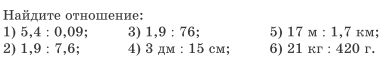 Найдите отношение:
1) 5,4 : 0,09; 3) 1,9 : 76; 5) 17 м : 1,7 км;
2) 1,9 : 7,6; 4) 3 дм : 15 см; 6) 21 кг : 420 г.